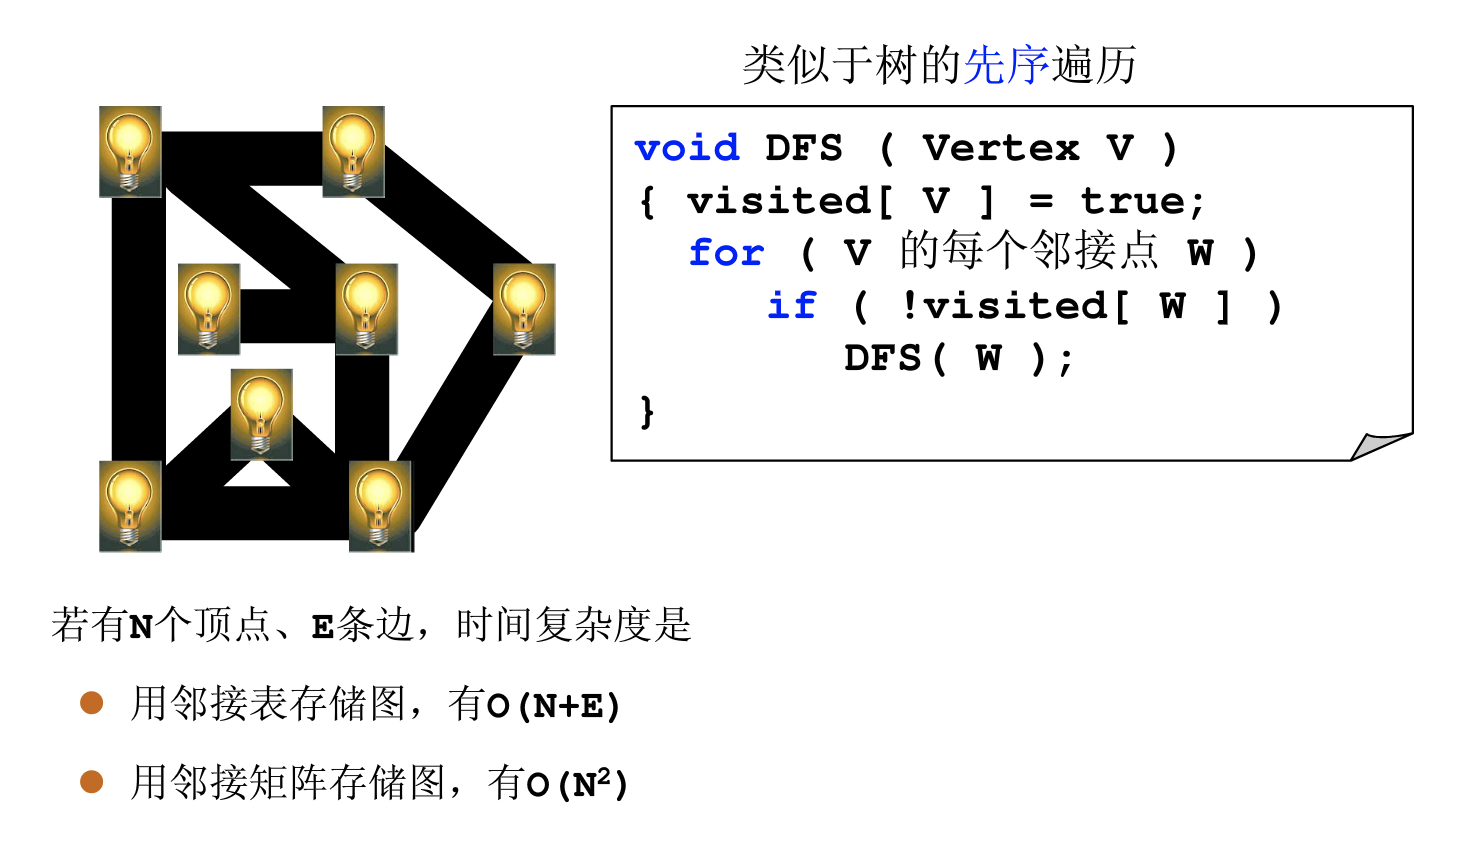 类似于树的先序遍历
void DFS ( Vertex V )
{ visited[ V ] = true;
for ( V 的每个邻接点 W )
if ( !visited[ W ] )
DFS( W );
}
若有N个顶点、E条边，时间复杂度是
用邻接表存储图，有O(N+E)
用邻接矩阵存储图，有O(N²)